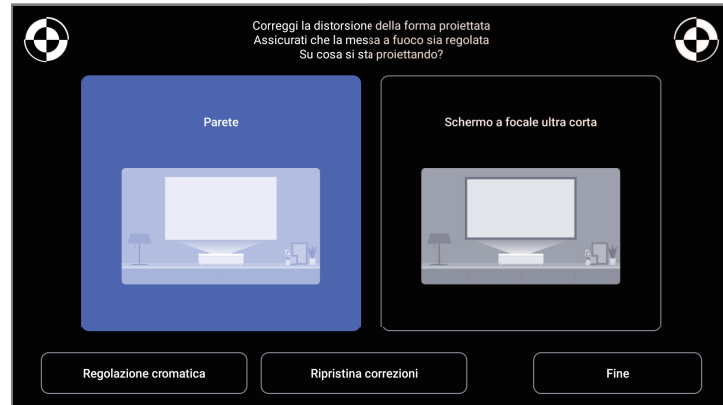 Correggi la distorsione della forma proiettata
Assicurati che la messa a fuoco sia regolata
Su cosa si sta proiettando?
Parete
Schermo a focale ultra corta
Regolazione cromatica
Ripristina correzioni
Fine